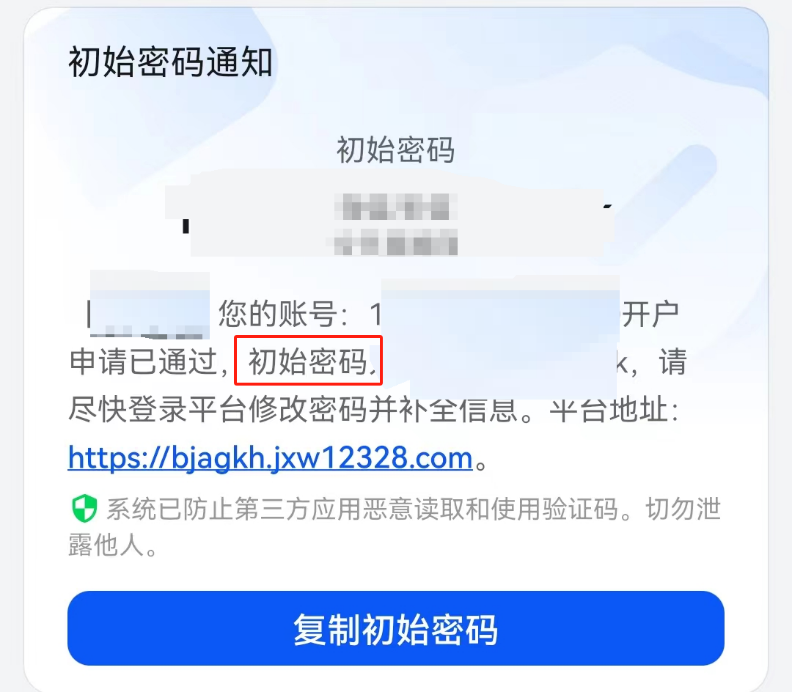 初始密码通知
初始密码
您的账号：1 开户
申请已通过，初始密码 k，请
尽快登录平台修改密码并补全信息。平台地址：
https://bjagkh.jxw12328.com。
系统已防止第三方应用恶意读取和使用验证码。切勿泄
露他人。
复制初始密码